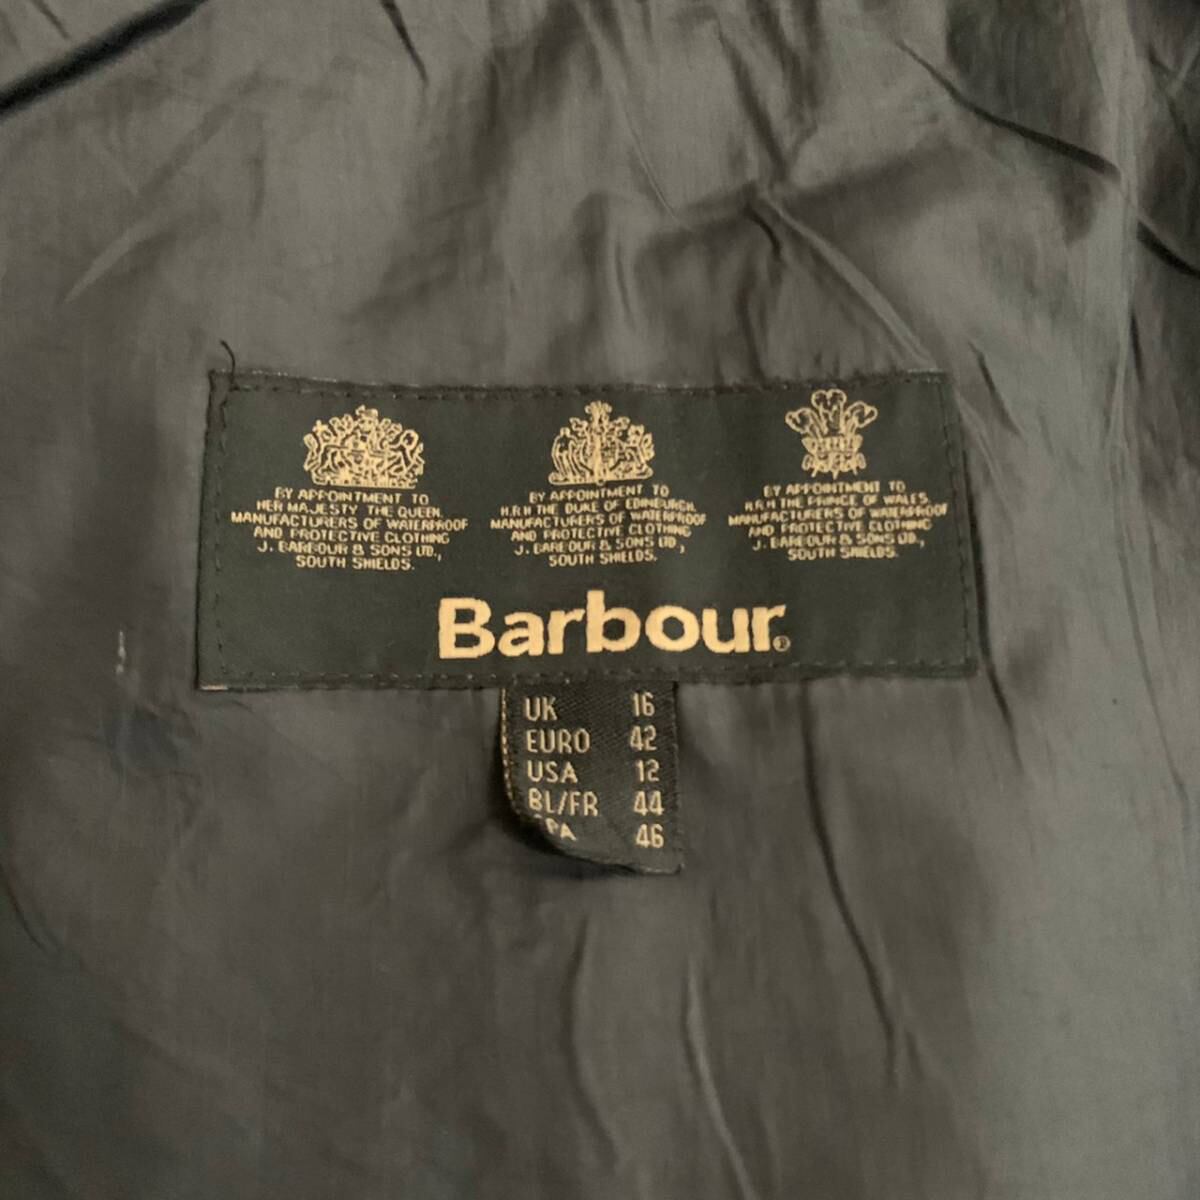 BY APPOINTMENT TO
HER MAJESTY THE QUEEN
MANUFACTURERS OF WATERPROOF
AND PROTECTIVE CLOTHING
J. BARBOUR & SONS LTD.,
SOUTH SHIELDS.
BY APPOINTMENT TO
H.R.H THE DUKE OF EDINBURGH
MANUFACTURERS OF WATERPROOF
AND PROTECTIVE CLOTHING
J. BARBOUR & SONS LTD.,
SOUTH SHIELDS.
BY APPOINTMENT TO
H.R.H THE PRINCE OF WALES
MANUFACTURERS OF WATERPROOF
AND PROTECTIVE CLOTHING
J. BARBOUR & SONS LTD.,
SOUTH SHIELDS.
Barbour®
UK 16
EURO 42
USA 12
BL/FR 44
SPA 46